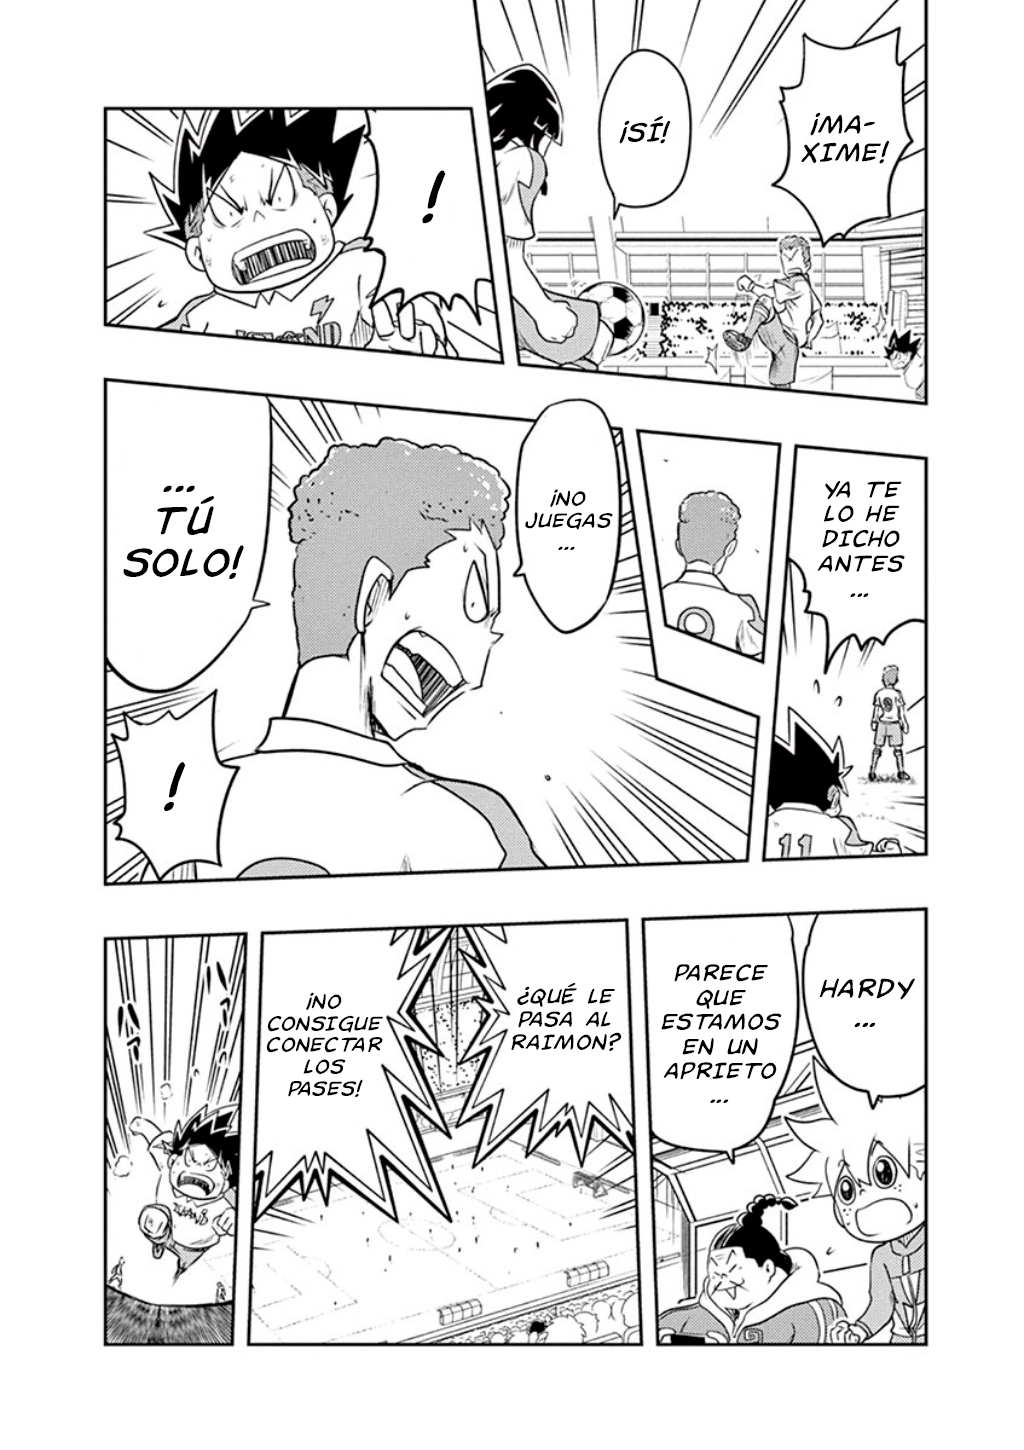 ¡MA-
XIME!
¡SÍ!
!
YA TE
LO HE
DICHO
ANTES
...
¡NO
JUEGAS
...
...
TÚ
SOLO!
!
11
HARDY
...
PARECE
QUE
ESTAMOS
EN UN
APRIETO
...
¿QUÉ LE
PASA AL
RAIMON?
¡NO
CONSIGUE
CONECTAR
LOS
PASES!